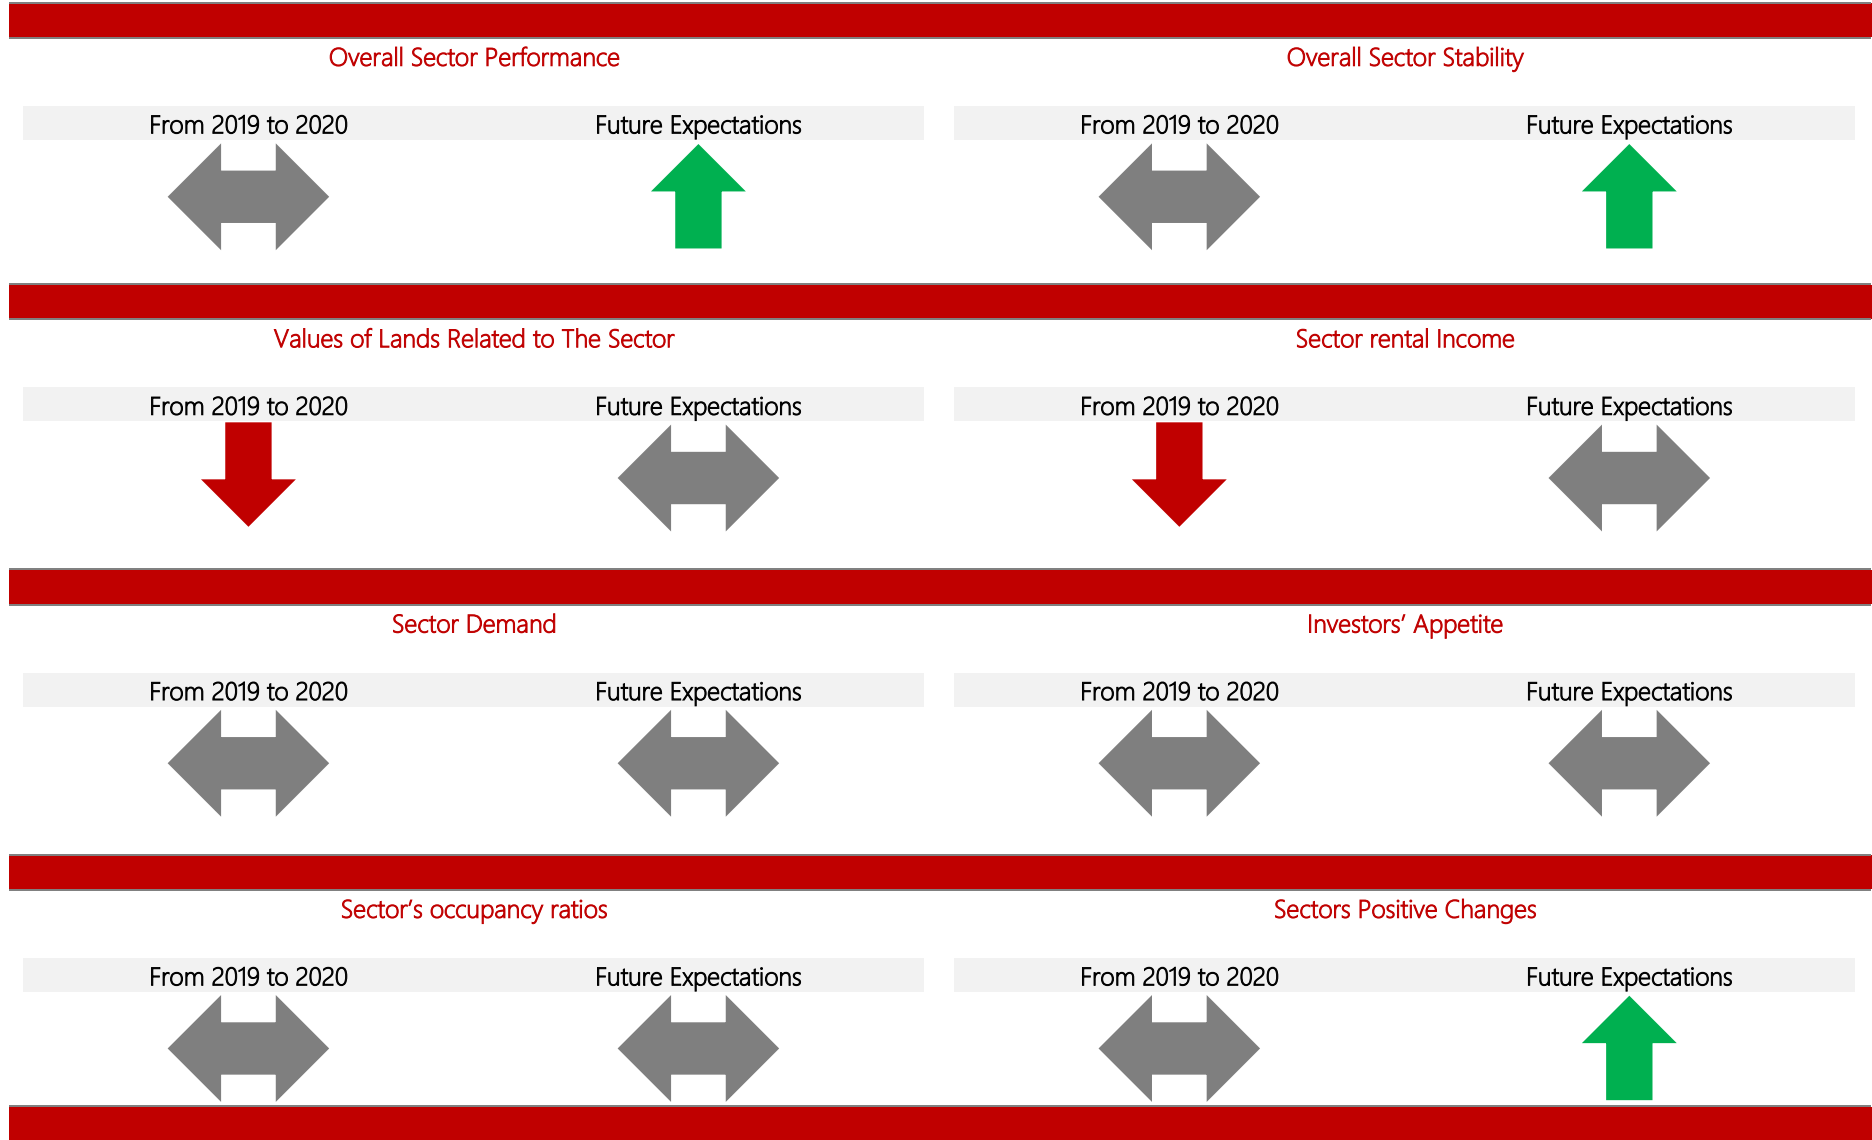 Overall Sector Performance
Overall Sector Stability
From 2019 to 2020
Future Expectations
From 2019 to 2020
Future Expectations
Values of Lands Related to The Sector
Sector rental Income
From 2019 to 2020
Future Expectations
From 2019 to 2020
Future Expectations
Sector Demand
Investors’ Appetite
From 2019 to 2020
Future Expectations
From 2019 to 2020
Future Expectations
Sector’s occupancy ratios
Sectors Positive Changes
From 2019 to 2020
Future Expectations
From 2019 to 2020
Future Expectations